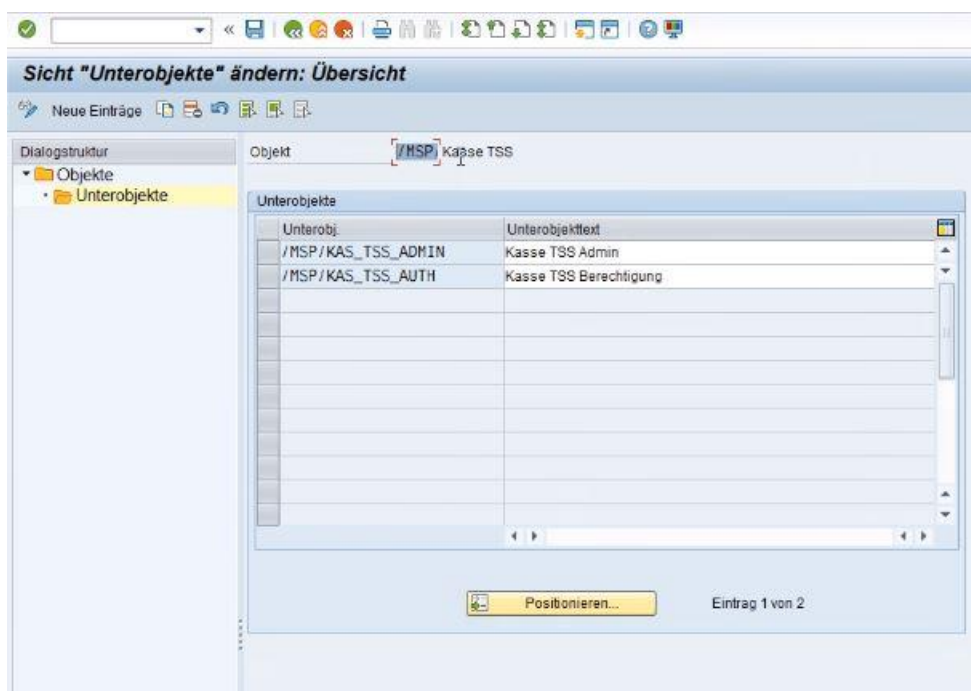 Sicht "Unterobjekte" ändern: Übersicht
Neue Einträge
Dialogstruktur
Objekte
Unterobjekte
Objekt /MSP/ Kasse TSS
Unterobjekte
Unterobj. Unterobjekttext
/MSP/KAS_TSS_ADMIN Kasse TSS Admin
/MSP/KAS_TSS_AUTH Kasse TSS Berechtigung
Positionieren... Eintrag 1 von 2